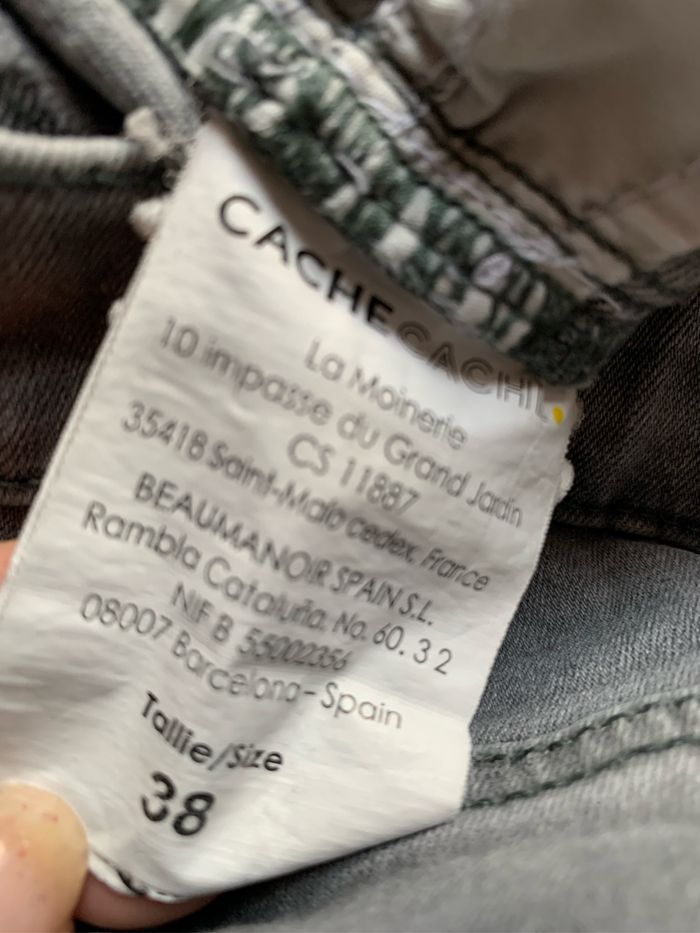 CACHECACHE
La Moinerie
10 impasse du Grand Jardin
CS 11887
35418 Saint-Malo cedex, France
BEAUMANOIR SPAIN S.L.
Rambla Cataluña, No. 60. 3 2
NIF B 55002356
08007 Barcelona - Spain
Taille/Size
38